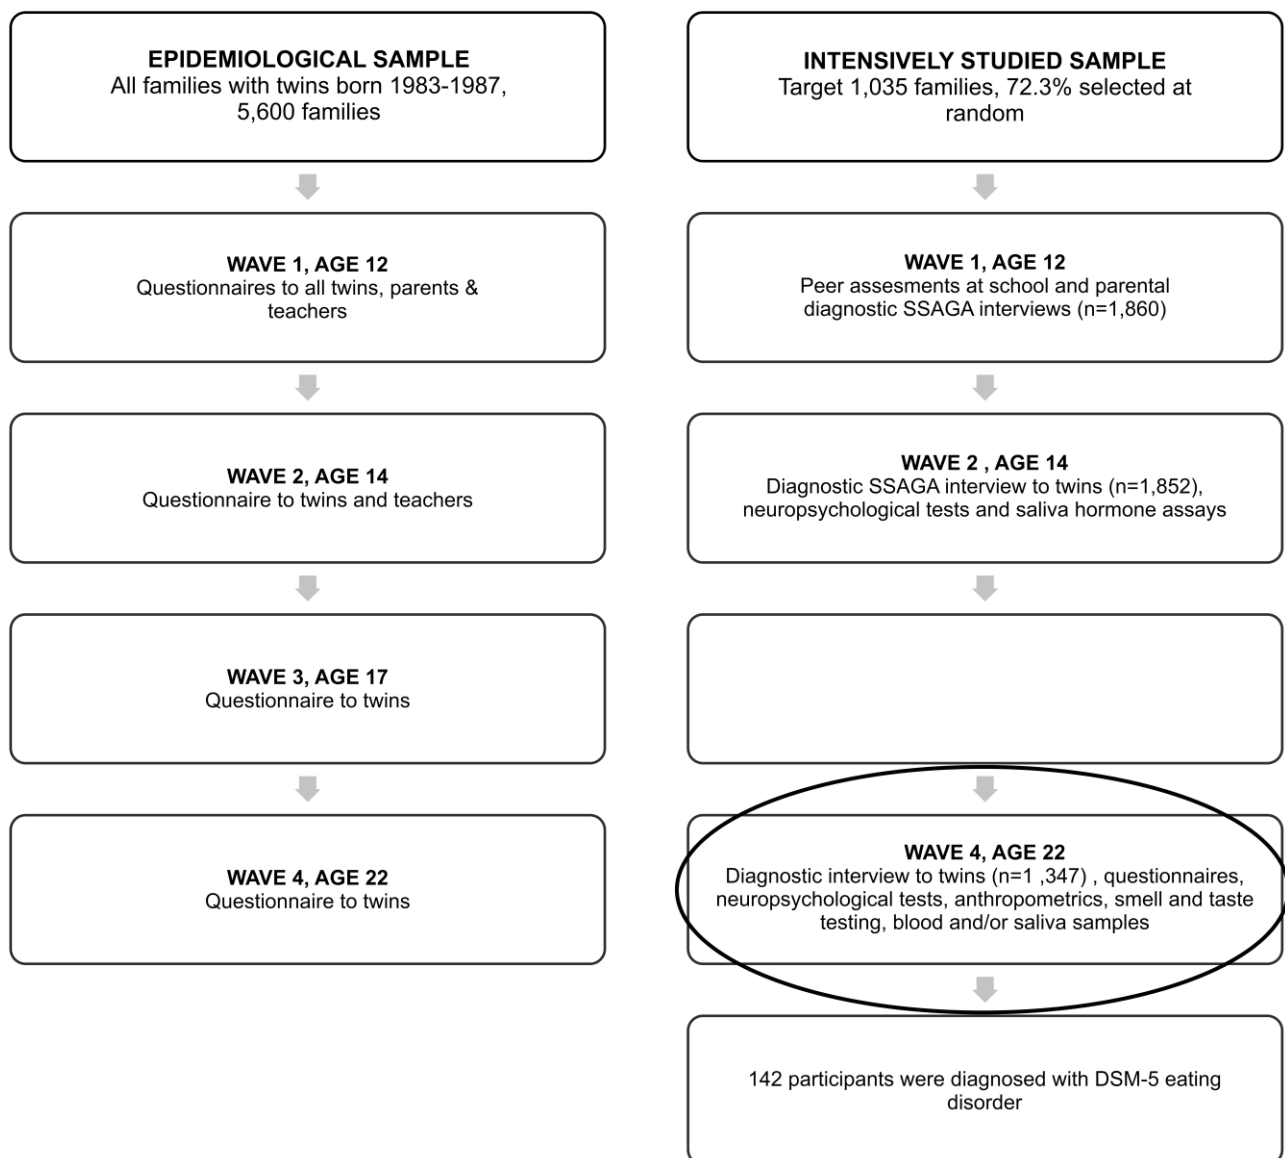 EPIDEMIOLOGICAL SAMPLE
All families with twins born 1983-1987,
5,600 families
WAVE 1, AGE 12
Questionnaires to all twins, parents &
teachers
WAVE 2, AGE 14
Questionnaire to twins and teachers
WAVE 3, AGE 17
Questionnaire to twins
WAVE 4, AGE 22
Questionnaire to twins
INTENSIVELY STUDIED SAMPLE
Target 1,035 families, 72.3% selected at
random
WAVE 1, AGE 12
Peer assesments at school and parental
diagnostic SSAGA interviews (n=1,860)
WAVE 2 , AGE 14
Diagnostic SSAGA interview to twins (n=1,852),
neuropsychological tests and saliva hormone assays
WAVE 4, AGE 22
Diagnostic interview to twins (n=1 ,347) , questionnaires,
neuropsychological tests, anthropometrics, smell and taste
testing, blood and/or saliva samples
142 participants were diagnosed with DSM-5 eating
disorder